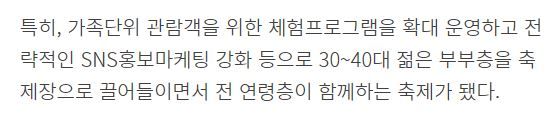 특히, 가족단위 관람객을 위한 체험프로그램을 확대 운영하고 전
략적인 SNS홍보마케팅 강화 등으로 30~40대 젊은 부부층을 축
제장으로 끌어들이면서 전 연령층이 함께하는 축제가 됐다.